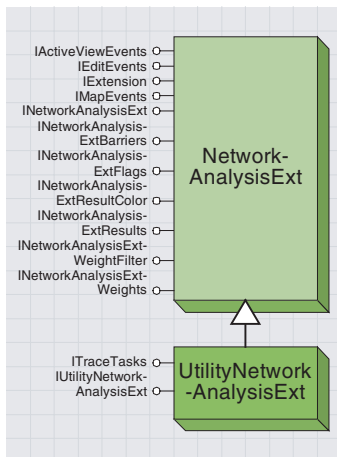 IActiveViewEvents
IEditEvents
IExtension
IMapEvents
INetworkAnalysisExt
INetworkAnalysis-
ExtBarriers
INetworkAnalysis-
ExtFlags
INetworkAnalysis-
ExtResultColor
INetworkAnalysis-
ExtResults
INetworkAnalysisExt-
WeightFilter
INetworkAnalysisExt-
Weights
Network-
AnalysisExt
ITraceTasks
IUtilityNetwork-
AnalysisExt
UtilityNetwork
-AnalysisExt